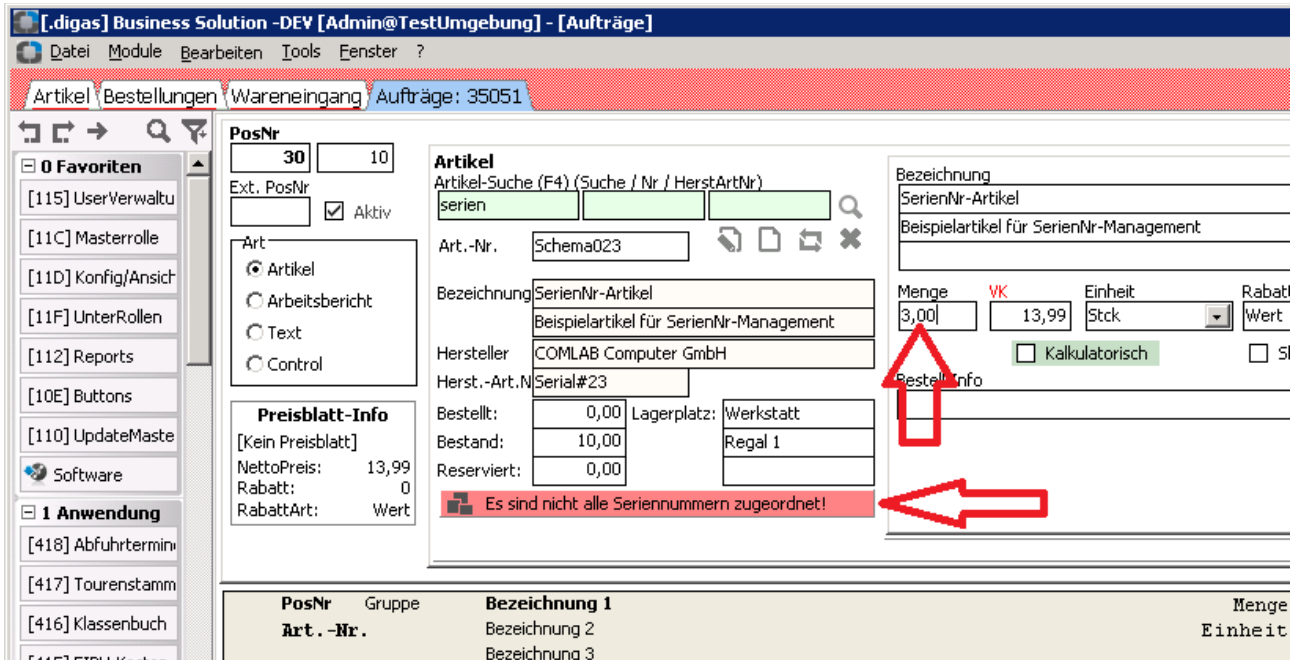 [.digas] Business Solution -DEV [Admin@TestUmgebung] - [Aufträge]
Datei Module Bearbeiten Tools Fenster ?
Artikel Bestellungen Wareneingang Aufträge: 35051
0 Favoriten
[115] UserVerwaltu
[11C] Masterrolle
[11D] Konfig/Ansich
[11F] UnterRollen
[112] Reports
[10E] Buttons
[110] UpdateMaste
Software
1 Anwendung
[418] Abfuhrtermin
[417] Tourenstamm
[416] Klassenbuch
PosNr
30 10
Ext. PosNr
Aktiv
Art
Artikel
Arbeitsbericht
Text
Control
Preisblatt-Info
[Kein Preisblatt]
NettoPreis: 13,99
Rabatt: 0
RabattArt: Wert
Artikel
Artikel-Suche (F4) (Suche / Nr / HerstArtNr)
serien
Art.-Nr. Schema023
Bezeichnung SerienNr-Artikel
Beispielartikel für SerienNr-Management
Hersteller COMLAB Computer GmbH
Herst.-Art.N Serial#23
Bestellt: 0,00 Lagerplatz: Werkstatt
Bestand: 10,00 Regal 1
Reserviert: 0,00
Es sind nicht alle Seriennummern zugeordnet!
Bezeichnung
SerienNr-Artikel
Beispielartikel für SerienNr-Management
Menge VK Einheit Rabatt
3,00 13,99 Stck Wert
Kalkulatorisch
Bestell Info
PosNr Gruppe Bezeichnung 1 Menge
Art.-Nr. Bezeichnung 2 Einheit
Bezeichnung 3